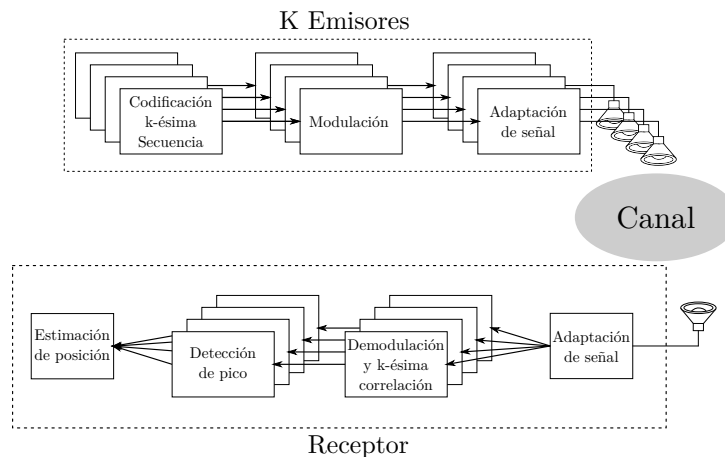 K Emisores
Codificación
k-ésima
Secuencia
Modulación
Adaptación
de señal
Canal
Estimación
de posición
Detección
de pico
Demodulación
y k-ésima
correlación
Adaptación
de señal
Receptor